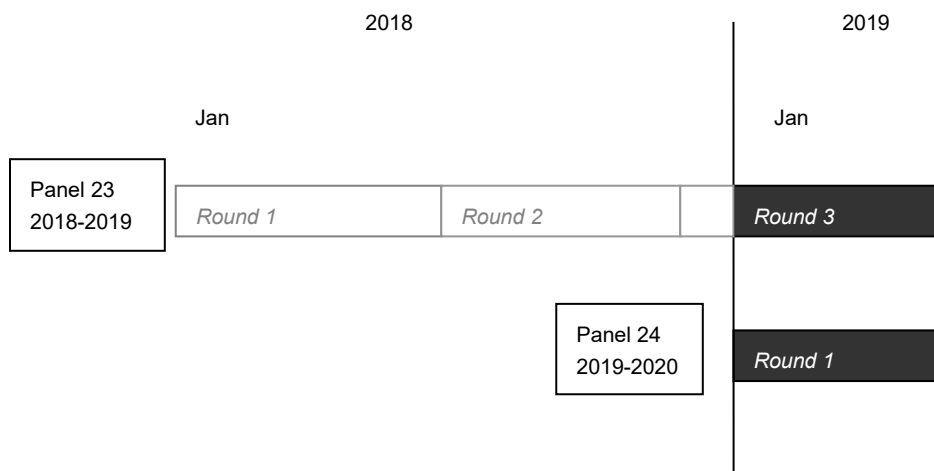 2018 2019
Jan Jan
Panel 23
2018-2019
Round 1 Round 2 Round 3
Panel 24
2019-2020
Round 1